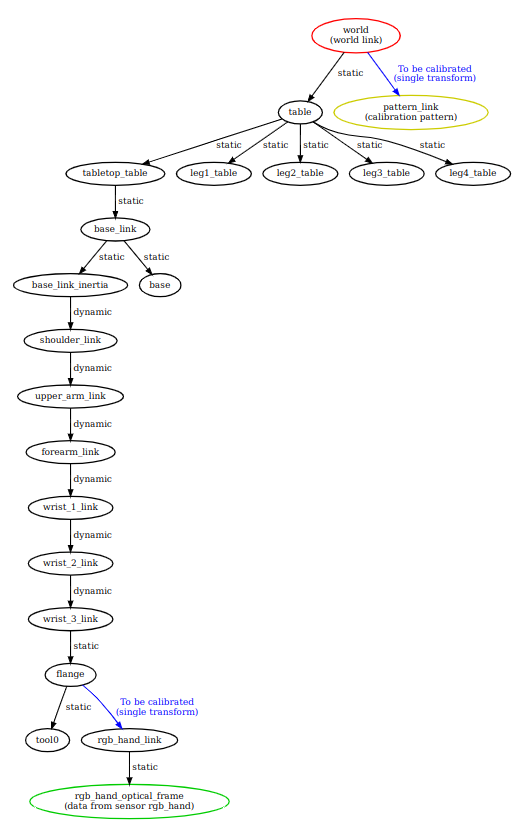 world
(world link)
static
To be calibrated
(single transform)
table
pattern_link
(calibration pattern)
static
static
static
static
static
tabletop_table
leg1_table
leg2_table
leg3_table
leg4_table
static
base_link
static
static
base_link_inertia
base
dynamic
shoulder_link
dynamic
upper_arm_link
dynamic
forearm_link
dynamic
wrist_1_link
dynamic
wrist_2_link
dynamic
wrist_3_link
static
flange
static
To be calibrated
(single transform)
tool0
rgb_hand_link
static
rgb_hand_optical_frame
(data from sensor rgb_hand)